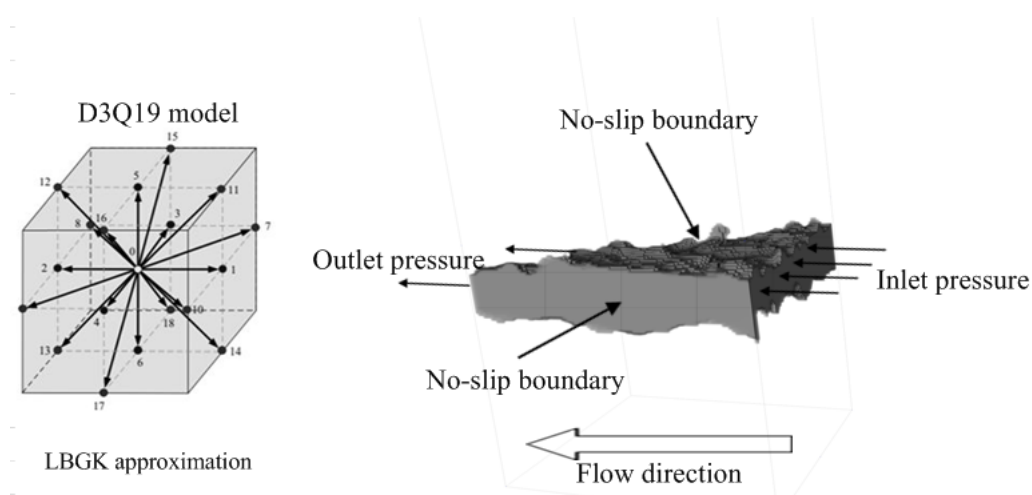 D3Q19 model
15
12
5
11
8
16
3
7
0
2
1
4
18
10
13
6
14
17
LBGK approximation
No-slip boundary
Outlet pressure
Inlet pressure
No-slip boundary
Flow direction